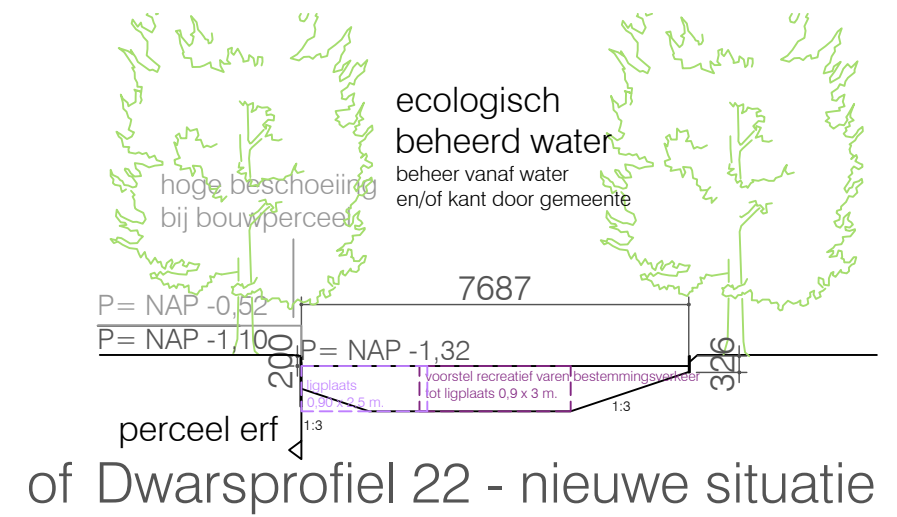 ecologisch
beheerd water
beheer vanaf water
en/of kant door gemeente
hoge beschoeiing
bij bouwperceel
7687
P= NAP -0,52
P= NAP -1,10
200
P= NAP -1,32
326
ligplaats
0,90 x 2,5 m.
voorstel recreatief varen bestemmingsverkeer
tot ligplaats 0,9 x 3 m.
1:3
1:3
perceel erf
of Dwarsprofiel 22 - nieuwe situatie